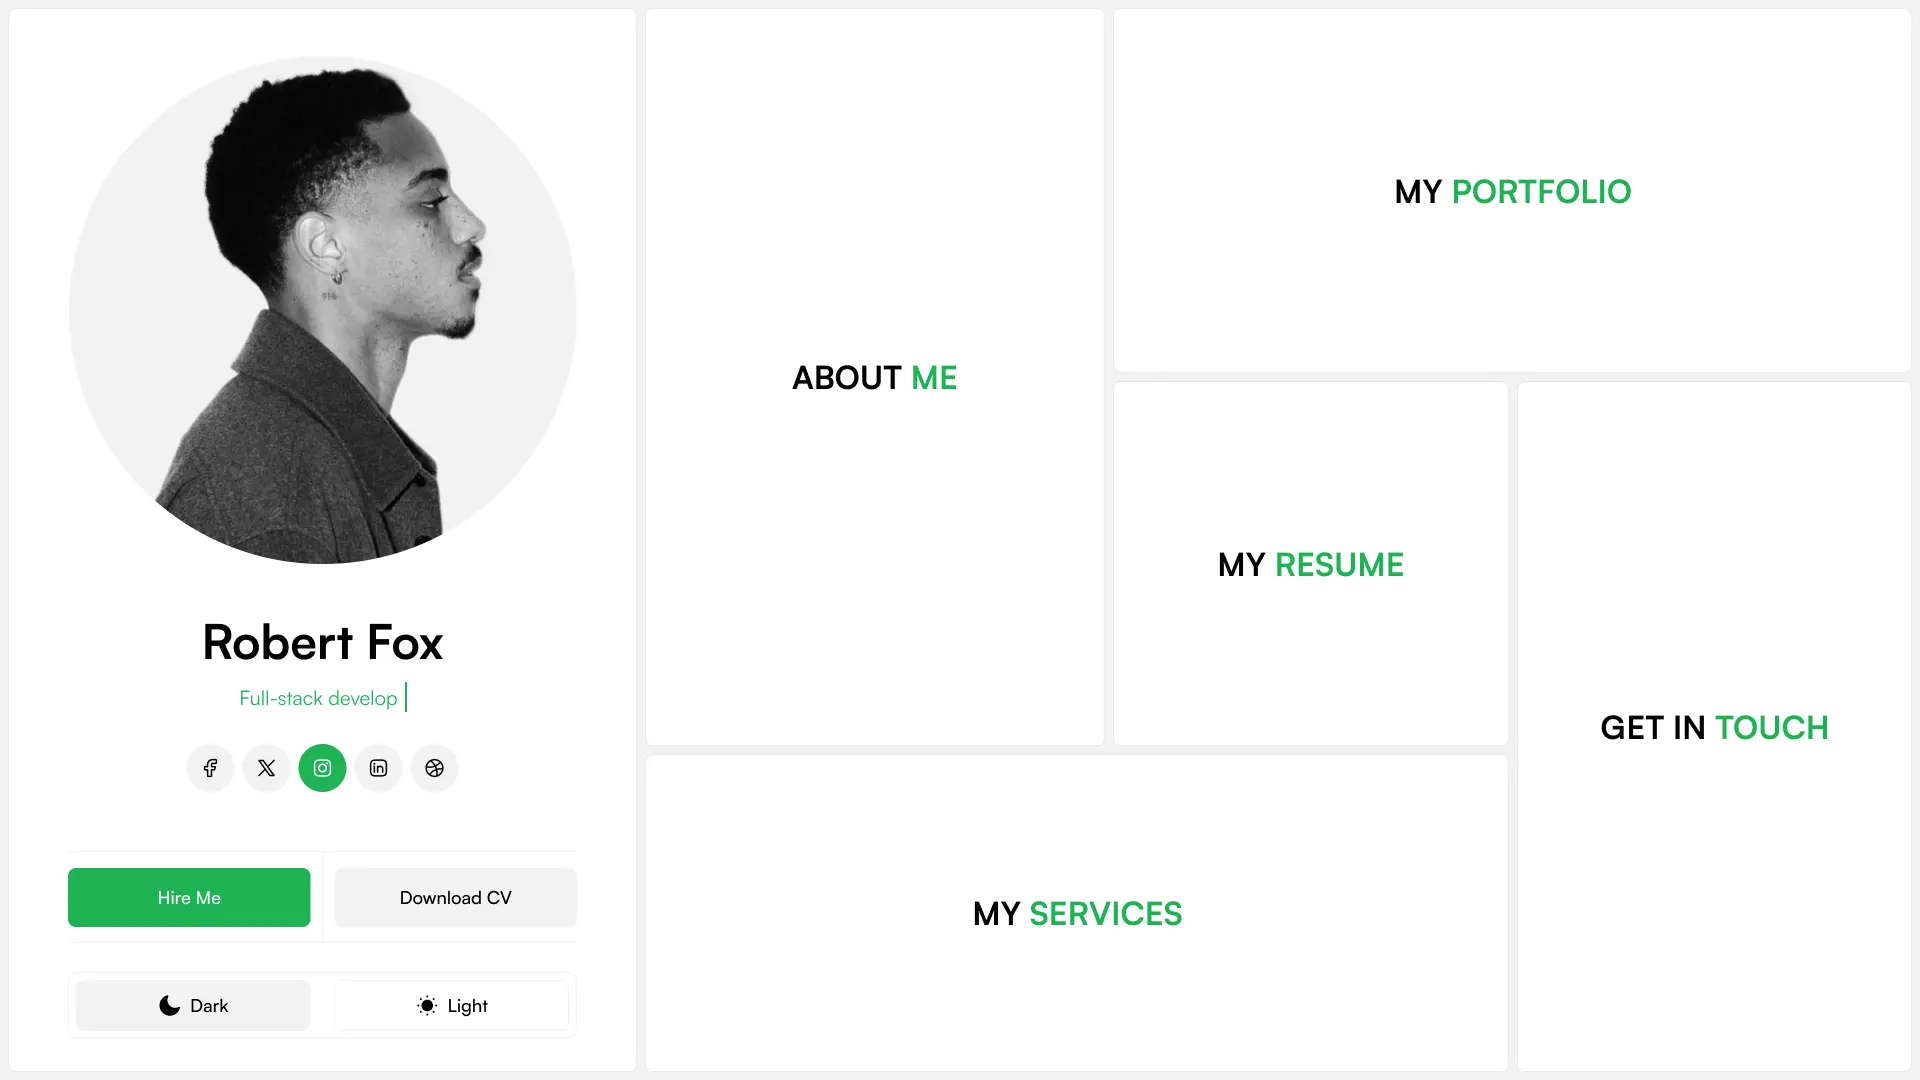 Robert Fox
Full-stack develop
Hire Me
Download CV
Dark
Light
ABOUT ME
MY PORTFOLIO
MY RESUME
GET IN TOUCH
MY SERVICES